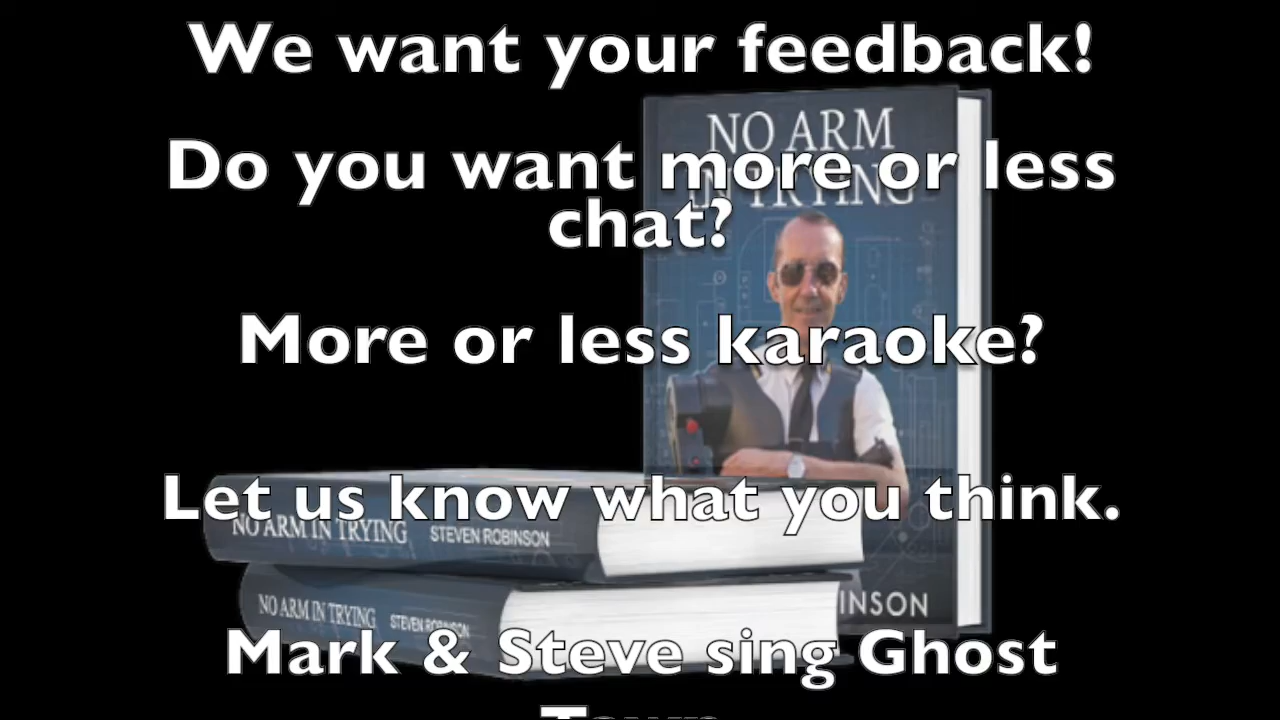 We want your feedback!
NO ARM
Do you want more or less
IN TRYING
chat?
More or less karaoke?
Let us know what you think.
NO ARM IN TRYING STEVEN ROBINSON
NO ARM IN TRYING STEVEN ROBINSON
INSON
Mark & Steve sing Ghost
Town